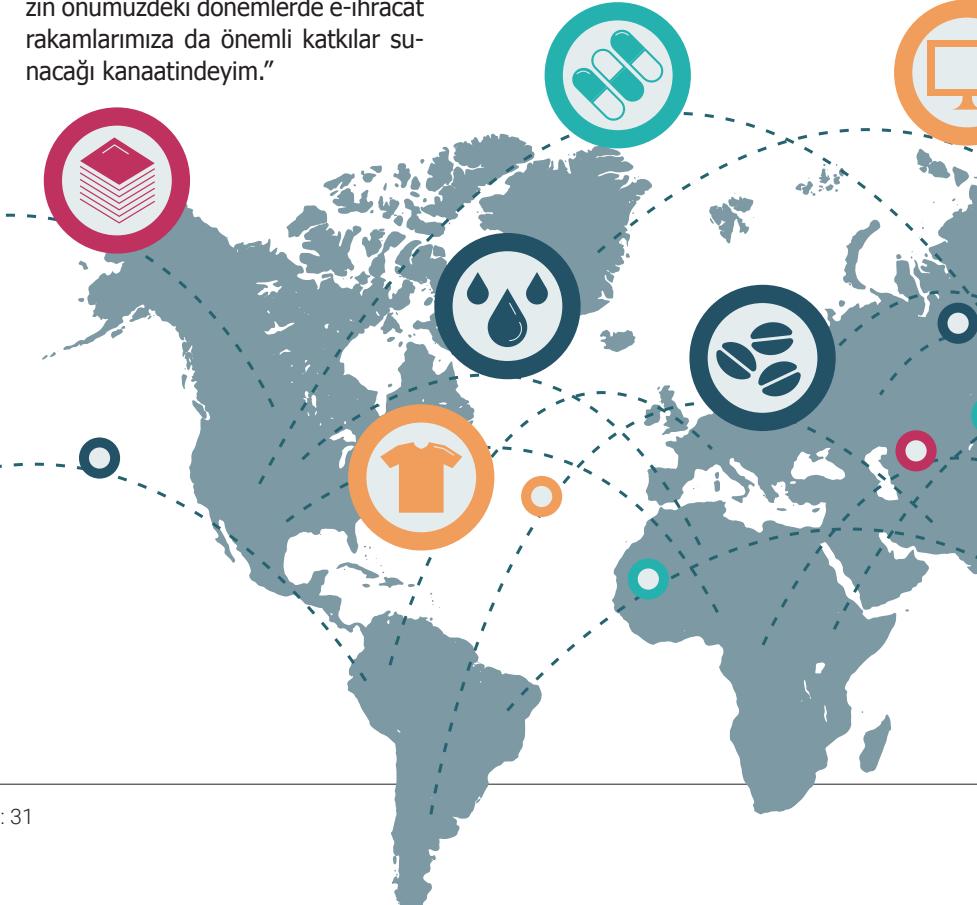 zin önümüzdeki dönemlerde e-ihracat
rakamlarımıza da önemli katkılar su-
nacağı kanaatindeyim.”
: 31